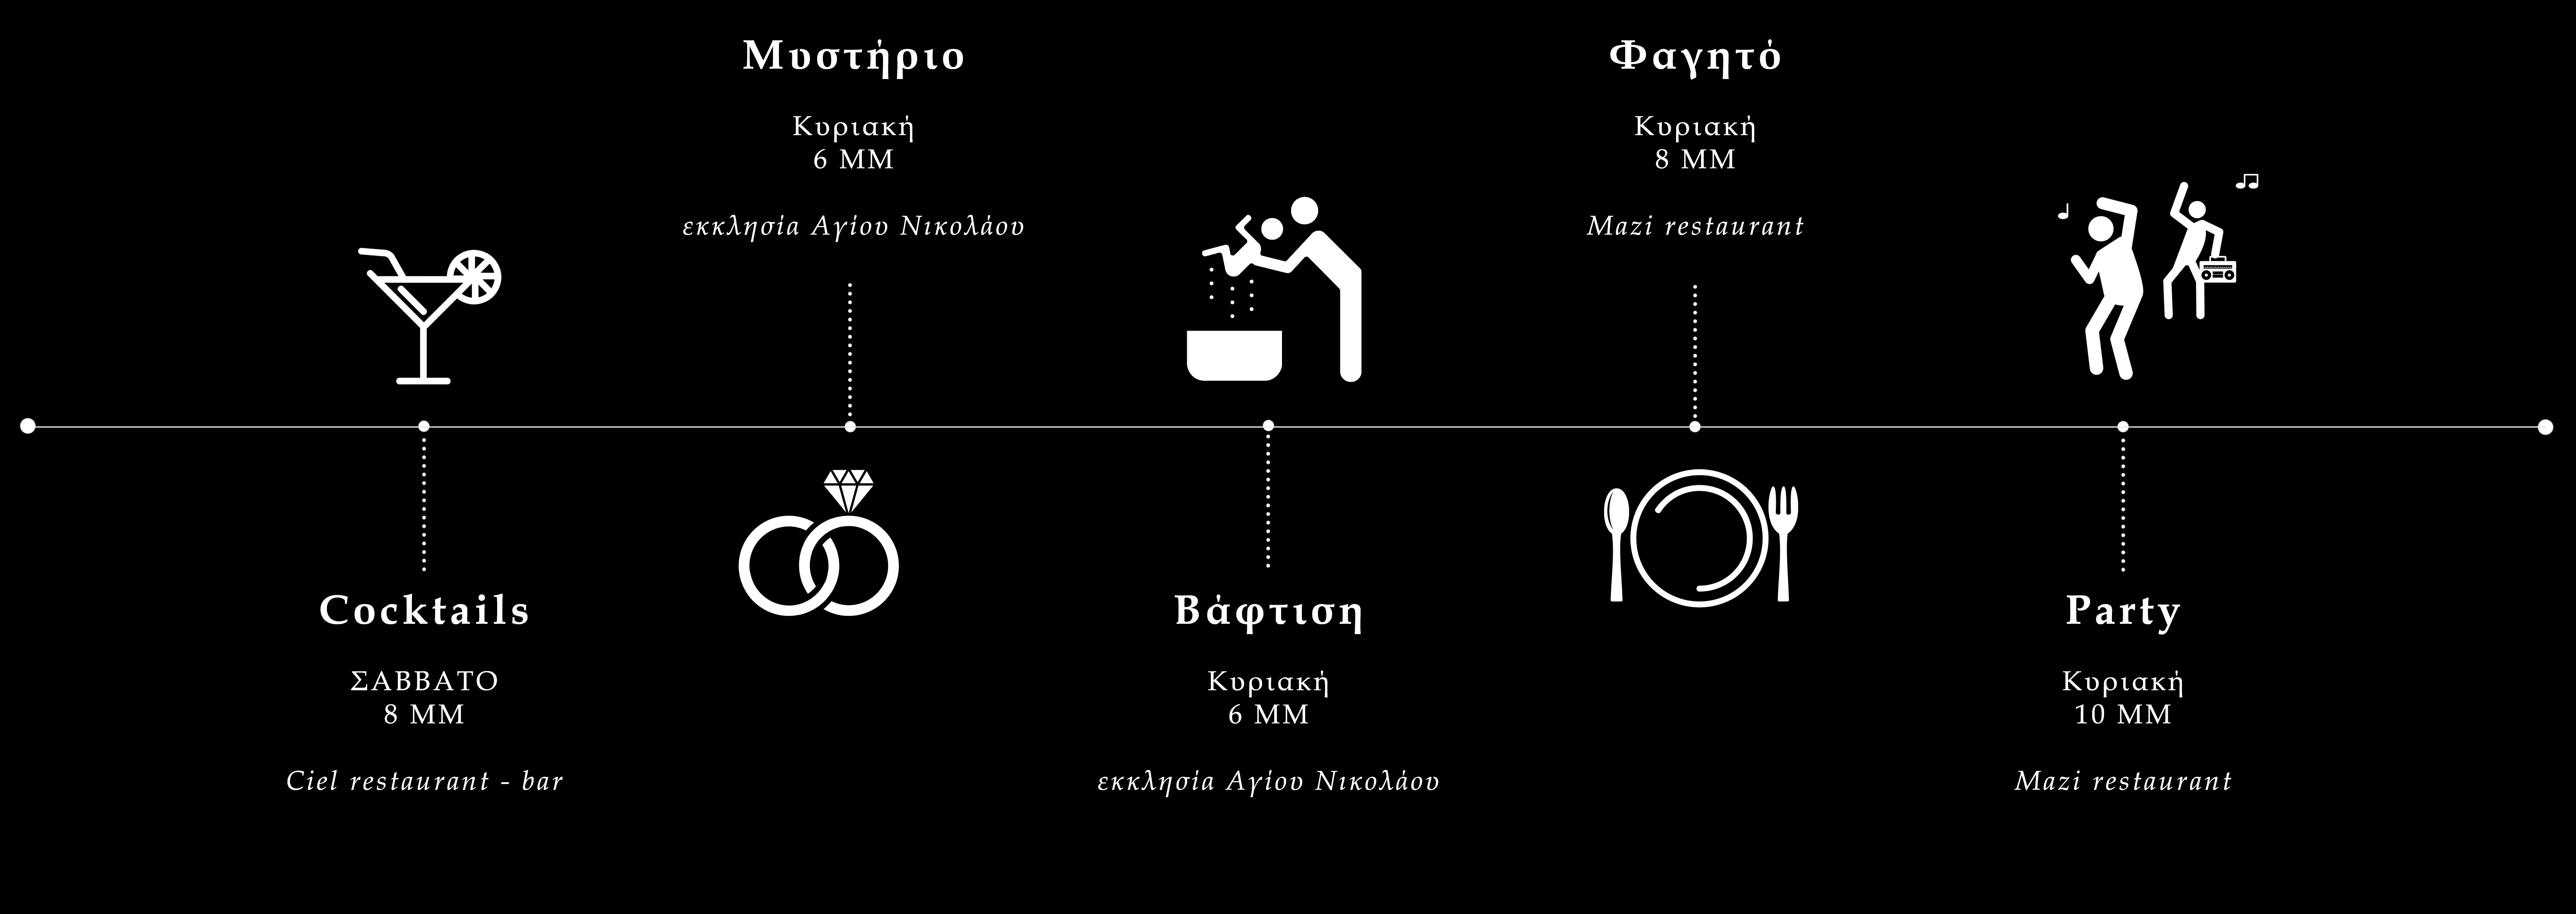 Cocktails
ΣΑΒΒΑΤΟ
8 ΜΜ
Ciel restaurant - bar
Μυστήριο
Κυριακή
6 ΜΜ
εκκλησία Αγίου Νικολάου
Βάφτιση
Κυριακή
6 ΜΜ
εκκλησία Αγίου Νικολάου
Φαγητό
Κυριακή
8 ΜΜ
Mazi restaurant
Party
Κυριακή
10 ΜΜ
Mazi restaurant